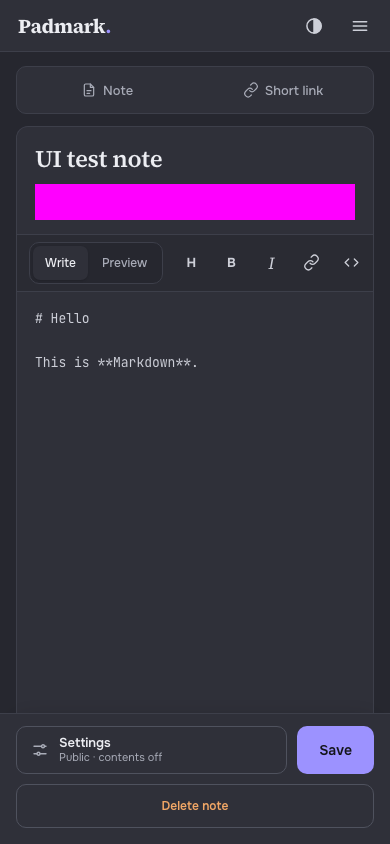 Padmark.
Note
Short link
UI test note
Write
Preview
H
B
I
# Hello
This is **Markdown**.
Settings
Public · contents off
Save
Delete note